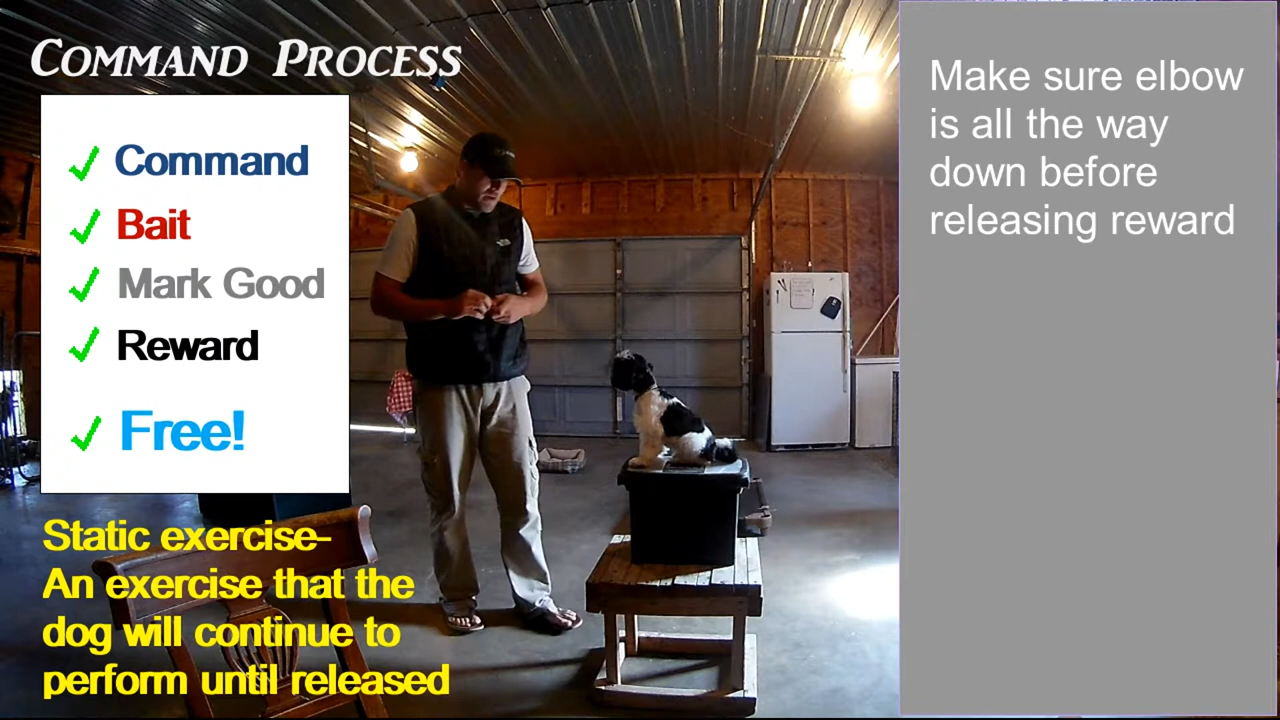 Command Process
Command
Bait
Mark Good
Reward
Free!
Static exercise-
An exercise that the
dog will continue to
perform until released
Make sure elbow
is all the way
down before
releasing reward